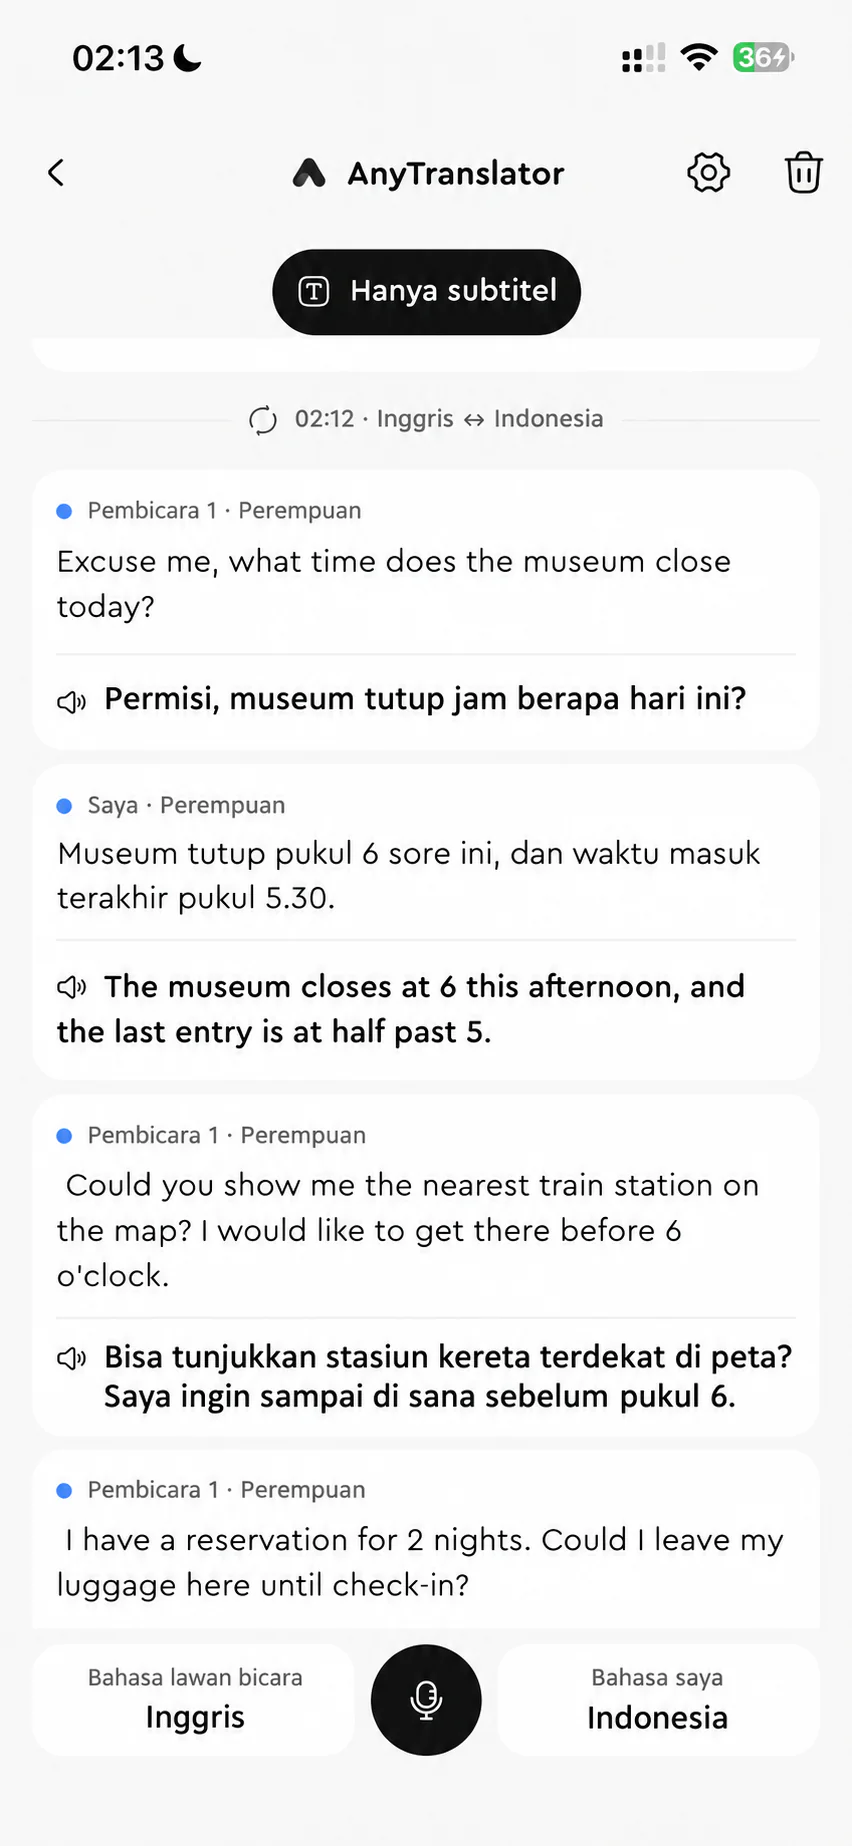 02:13
36
AnyTranslator
Hanya subtitel
02:12 · Inggris ↔ Indonesia
Pembicara 1 · Perempuan
Excuse me, what time does the museum close
today?
Permisi, museum tutup jam berapa hari ini?
Saya · Perempuan
Museum tutup pukul 6 sore ini, dan waktu masuk
terakhir pukul 5.30.
The museum closes at 6 this afternoon, and
the last entry is at half past 5.
Pembicara 1 · Perempuan
Could you show me the nearest train station on
the map? I would like to get there before 6
o'clock.
Bisa tunjukkan stasiun kereta terdekat di peta?
Saya ingin sampai di sana sebelum pukul 6.
Pembicara 1 · Perempuan
I have a reservation for 2 nights. Could I leave my
luggage here until check-in?
Bahasa lawan bicara
Inggris
Bahasa saya
Indonesia